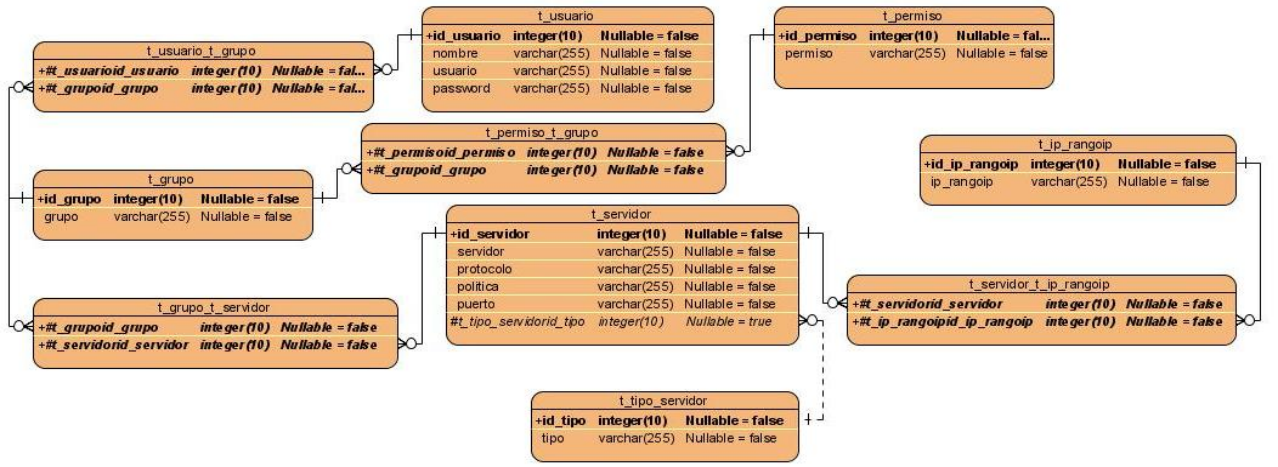 t_usuario
+id_usuario integer(10) Nullable = false
nombre varchar(255) Nullable = false
usuario varchar(255) Nullable = false
password varchar(255) Nullable = false
t_permiso
+id_permiso integer(10) Nullable = fal...
permiso varchar(255) Nullable = false
t_usuario_t_grupo
+#t_usuarioid_usuario integer(10) Nullable = fal...
+#t_grupoid_grupo integer(10) Nullable = fal...
t_permiso_t_grupo
+#t_permisoid_permiso integer(10) Nullable = false
+#t_grupoid_grupo integer(10) Nullable = false
t_ip_rangoip
+id_ip_rangoip integer(10) Nullable = false
ip_rangoip varchar(255) Nullable = false
t_grupo
+id_grupo integer(10) Nullable = false
grupo varchar(255) Nullable = false
t_servidor
+id_servidor integer(10) Nullable = false
servidor varchar(255) Nullable = false
protocolo varchar(255) Nullable = false
politica varchar(255) Nullable = false
puerto varchar(255) Nullable = false
#t_tipo_servidorid_tipo integer(10) Nullable = true
t_servidor_t_ip_rangoip
+#t_servidorid_servidor integer(10) Nullable = false
+#t_ip_rangoipid_ip_rangoip integer(10) Nullable = false
t_grupo_t_servidor
+#t_grupoid_grupo integer(10) Nullable = false
+#t_servidorid_servidor integer(10) Nullable = false
t_tipo_servidor
+id_tipo integer(10) Nullable = false
tipo varchar(255) Nullable = false